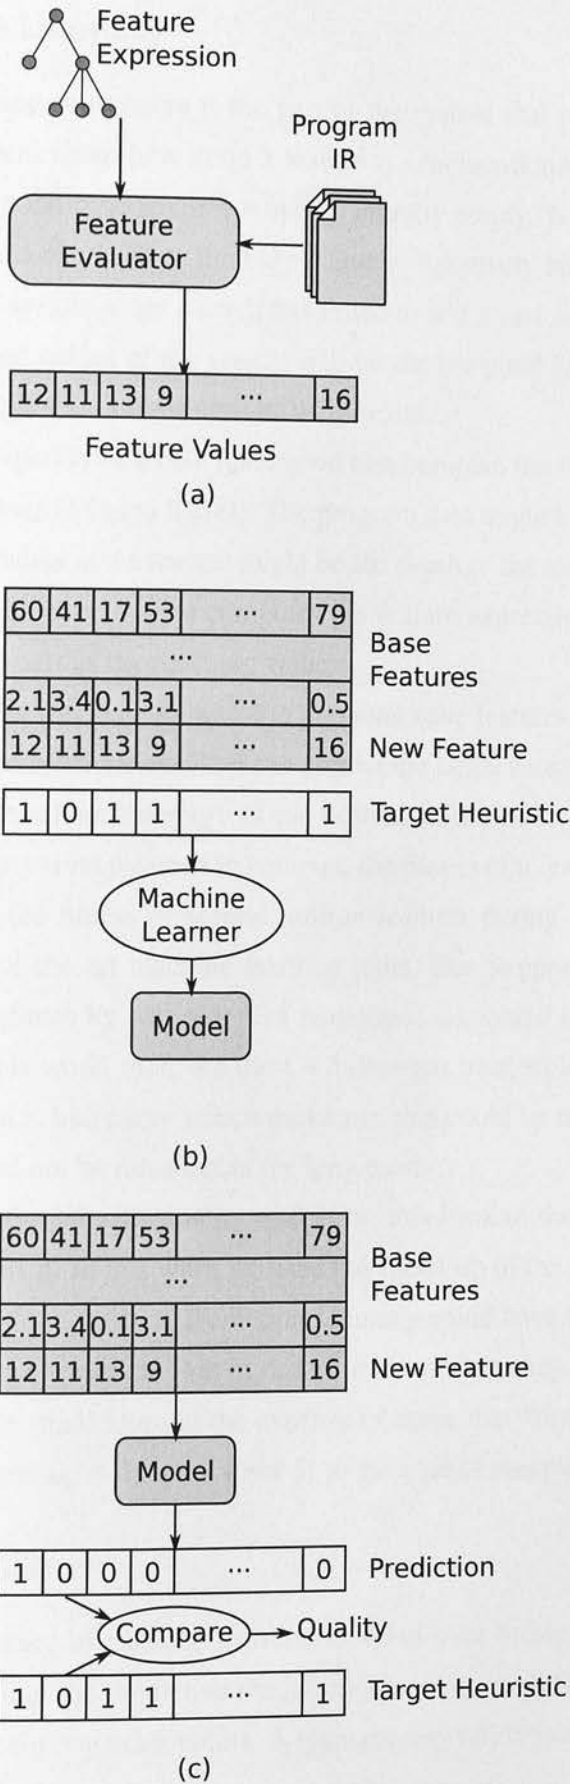 Feature
Expression
Program
IR
Feature
Evaluator
12 11 13 9 ... 16
Feature Values
(a)
60 41 17 53 ... 79
...
Base
Features
2.1 3.4 0.1 3.1 ... 0.5
12 11 13 9 ... 16
New Feature
1 0 1 1 ... 1
Target Heuristic
Machine
Learner
Model
(b)
60 41 17 53 ... 79
...
Base
Features
2.1 3.4 0.1 3.1 ... 0.5
12 11 13 9 ... 16
New Feature
Model
1 0 0 0 ... 0
Prediction
Compare
Quality
1 0 1 1 ... 1
Target Heuristic
(c)